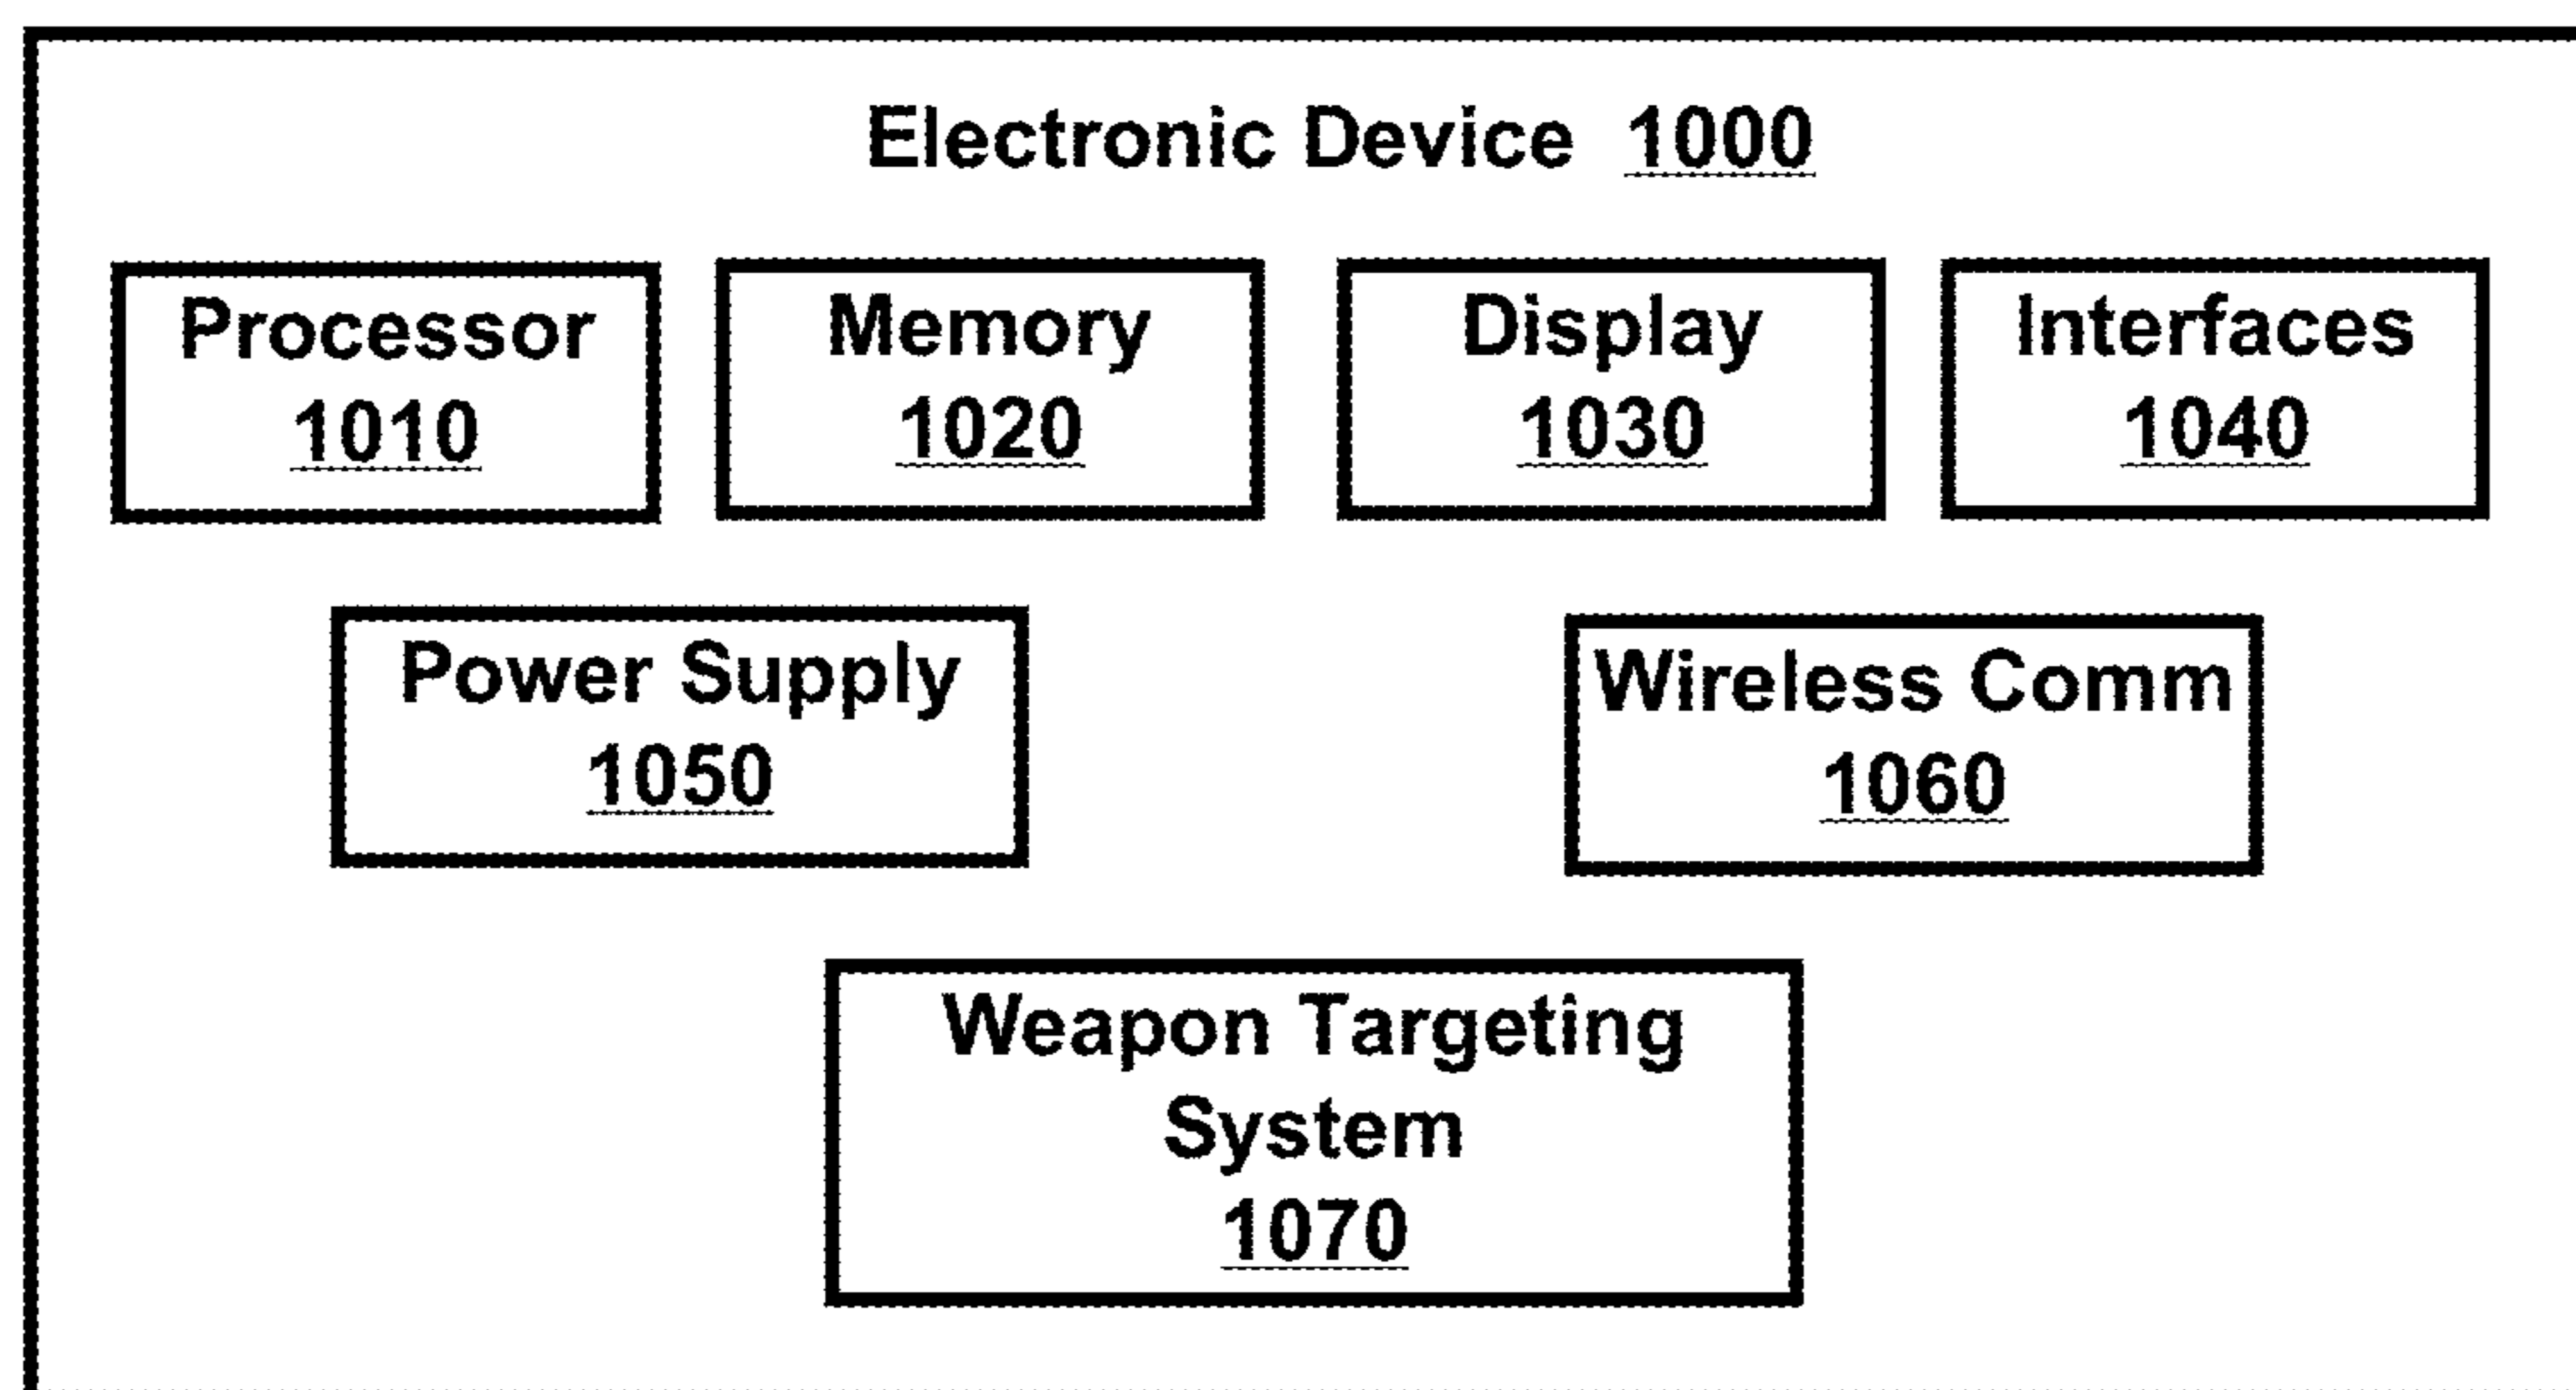 Electronic Device 1000
Processor
1010
Memory
1020
Display
1030
Interfaces
1040
Power Supply
1050
Wireless Comm
1060
Weapon Targeting
System
1070